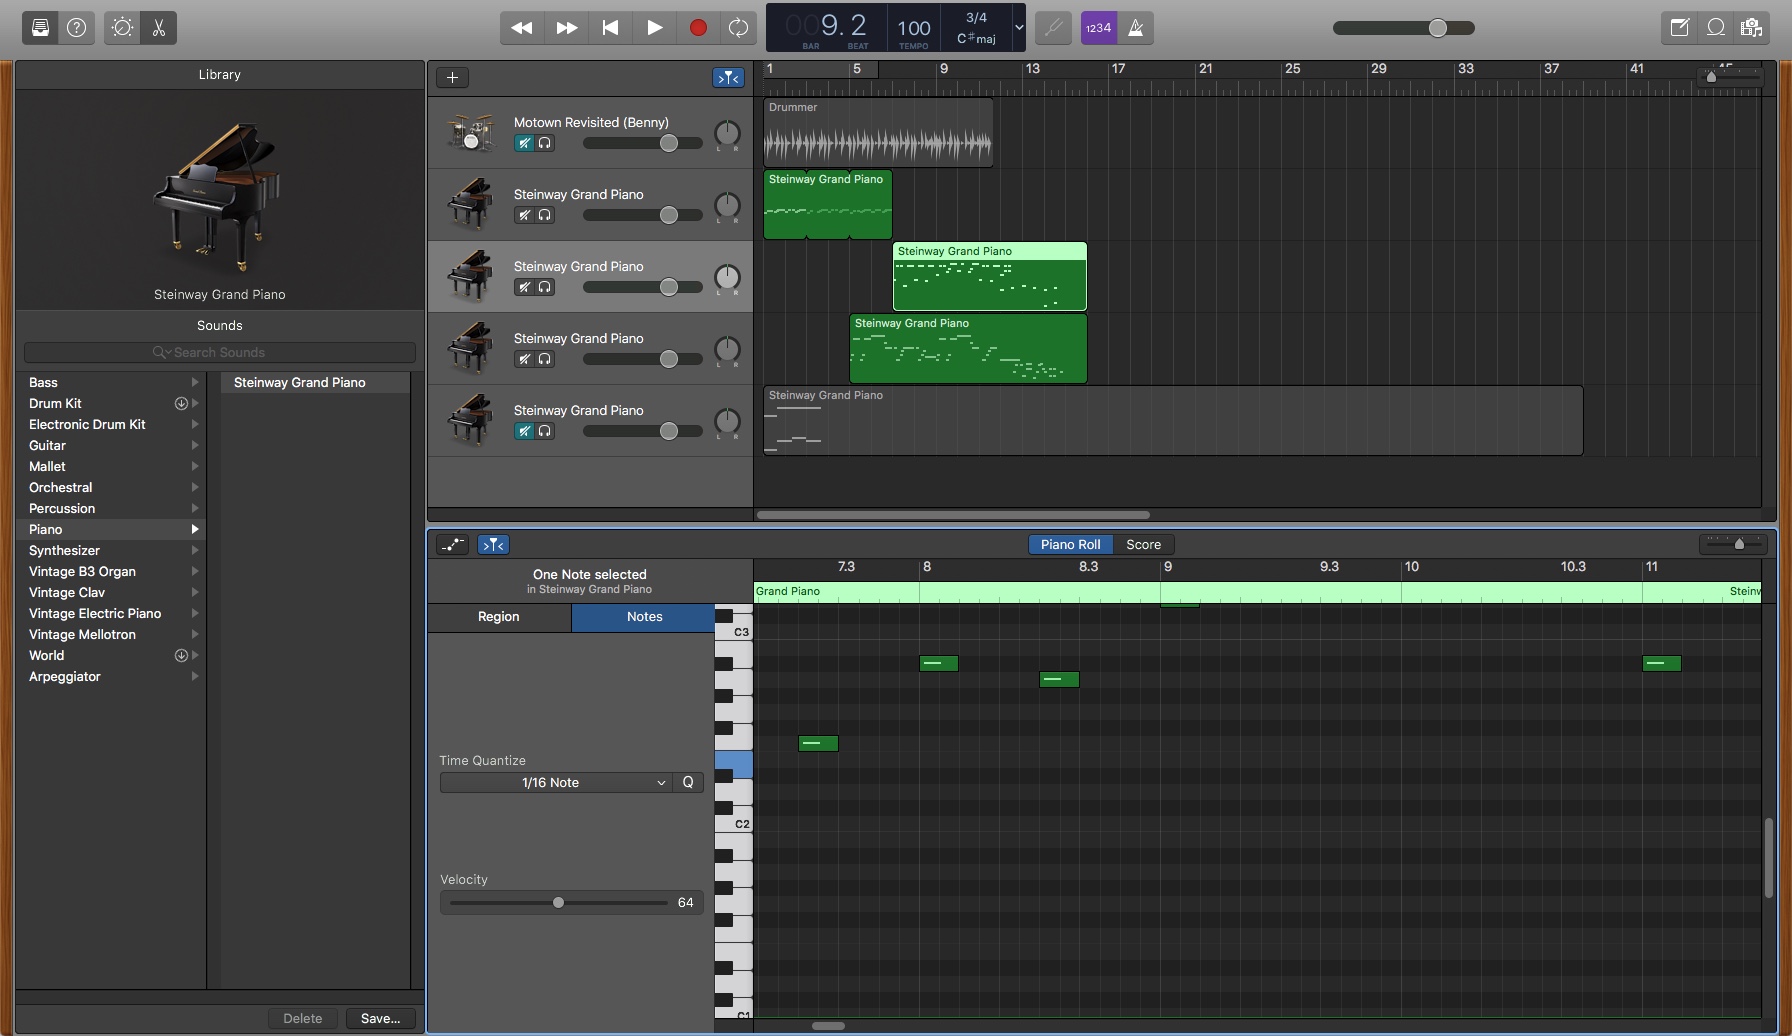 009.2
BAR
BEAT
100
TEMPO
3/4
C♯maj
1234
Library
Steinway Grand Piano
Sounds
Search Sounds
Bass
Drum Kit
Electronic Drum Kit
Guitar
Mallet
Orchestral
Percussion
Piano
Synthesizer
Vintage B3 Organ
Vintage Clav
Vintage Electric Piano
Vintage Mellotron
World
Arpeggiator
Steinway Grand Piano
Delete
Save...
1 5 9 13 17 21 25 29 33 37 41 45
Motown Revisited (Benny)
L R
Drummer
Steinway Grand Piano
L R
Steinway Grand Piano
Steinway Grand Piano
L R
Steinway Grand Piano
Steinway Grand Piano
L R
Steinway Grand Piano
Steinway Grand Piano
L R
Steinway Grand Piano
Piano Roll
Score
One Note selected
in Steinway Grand Piano
7.3 8 8.3 9 9.3 10 10.3 11
Grand Piano
Steinw
Region
Notes
C3
Time Quantize
1/16 Note
Q
C2
Velocity
64
C1